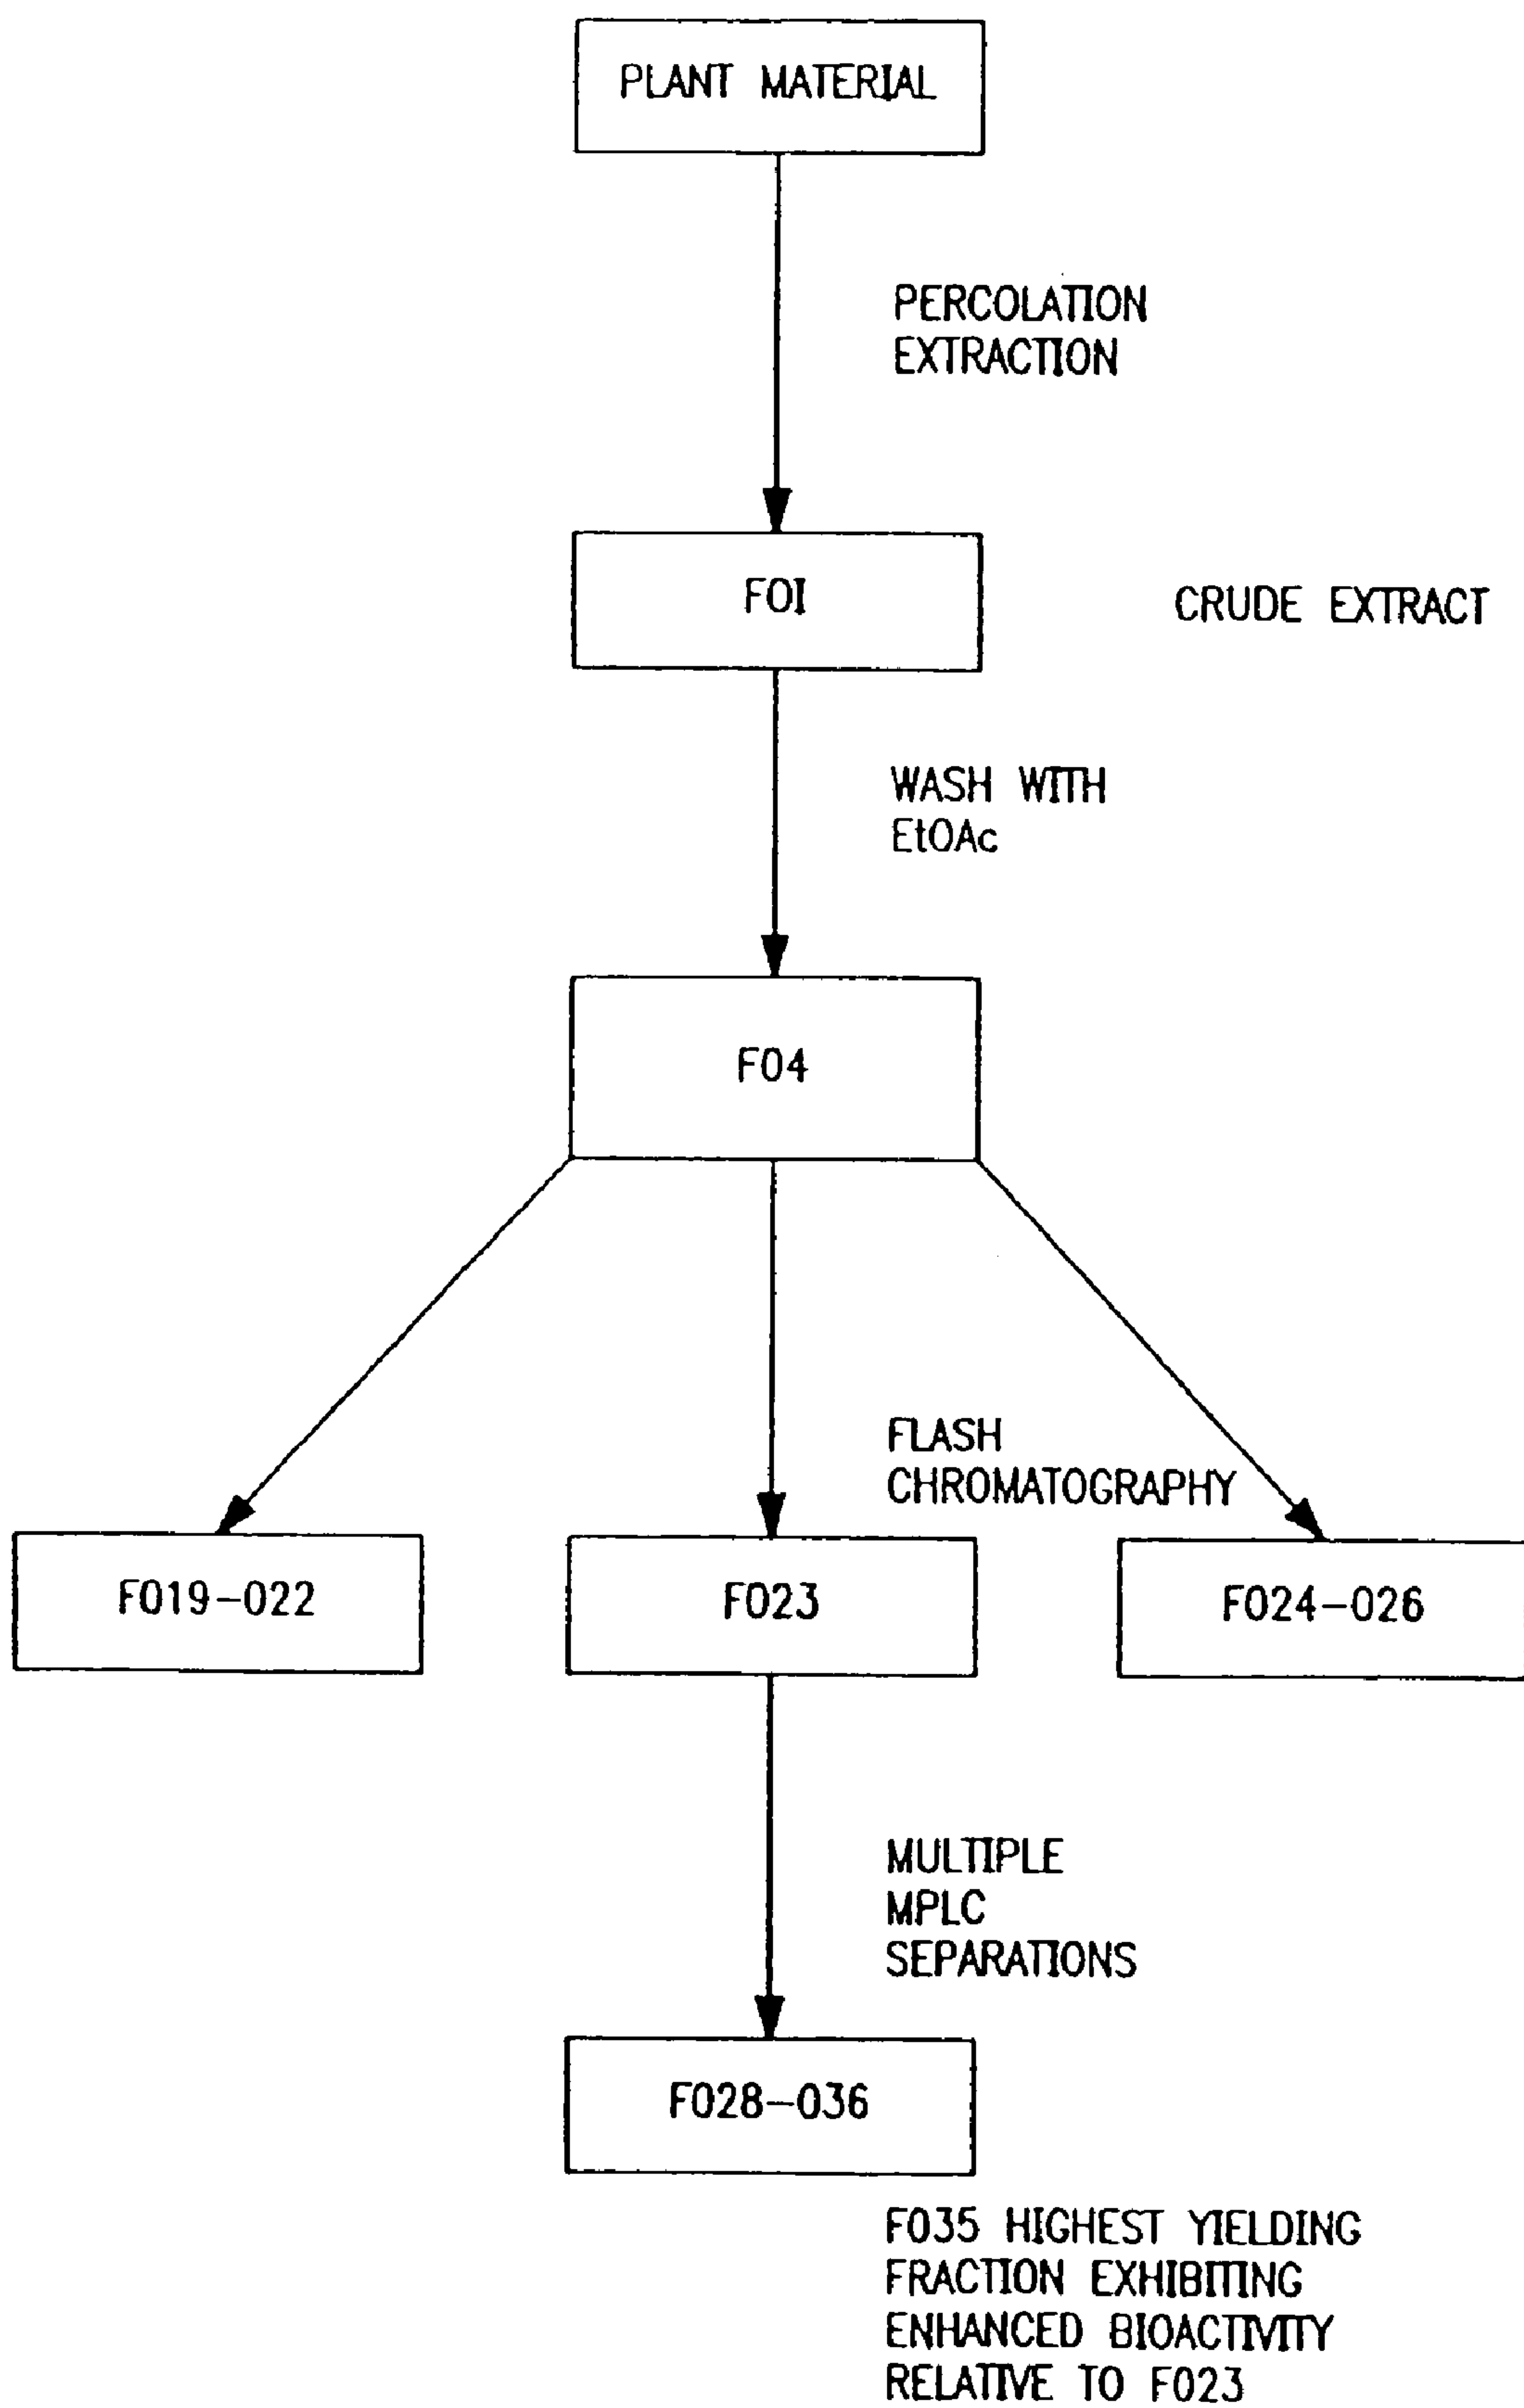 PLANT MATERIAL
PERCOLATION
EXTRACTION
FOI
CRUDE EXTRACT
WASH WITH
EtOAc
F04
FLASH
CHROMATOGRAPHY
F019-022
F023
F024-026
MULTIPLE
MPLC
SEPARATIONS
F028-036
F035 HIGHEST YIELDING
FRACTION EXHIBITING
ENHANCED BIOACTIVITY
RELATIVE TO F023